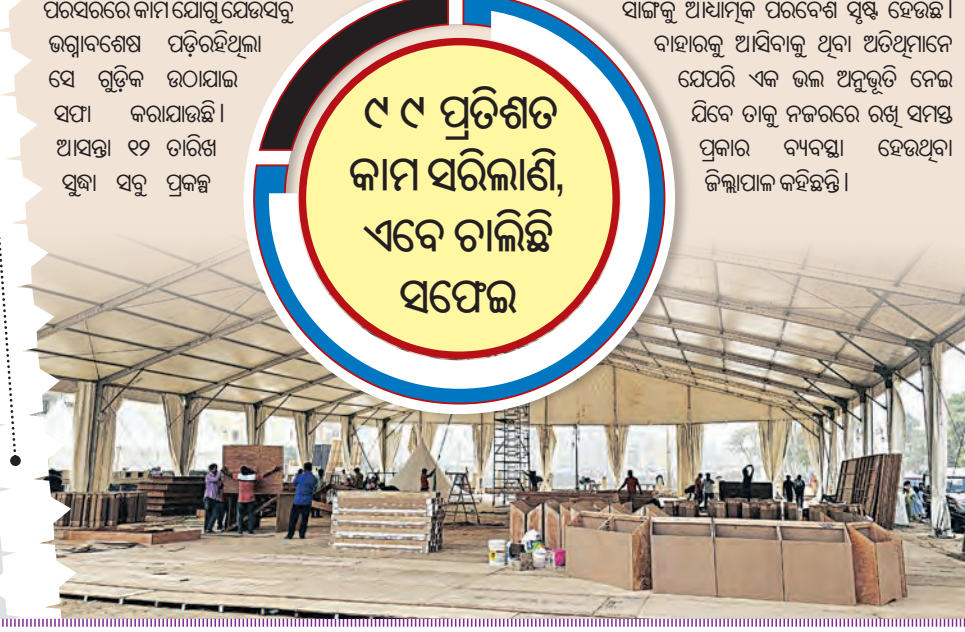 ପରିସରରେ କାମ ଯୋଗୁ ଯେଉସବୁ
ଭଗ୍ନାବଶେଷ ପଡ଼ିରହିଥିଲା
ସେ ଗୁଡ଼ିକ ଉଠାଯାଇ
ସଫା କରାଯାଉଛି।
ଆସନ୍ତା ୧୨ ତାରିଖ
ସୁଦ୍ଧା ସବୁ ପ୍ରକଳ୍ପ
୯୯ ପ୍ରତିଶତ
କାମ ସରିଲାଣି,
ଏବେ ଚାଲିଛି
ସଫେଇ
ସାଙ୍ଗକୁ ଆଧ୍ୟାତ୍ମିକ ପରିବେଶ ସୃଷ୍ଟି ହେଉଛି।
ବାହାରକୁ ଆସିବାକୁ ଥିବା ଅତିଥିମାନେ
ଯେପରି ଏକ ଭଲ ଅନୁଭୂତି ନେଇ
ଯିବେ ତାକୁ ନଜରରେ ରଖି ସମସ୍ତ
ପ୍ରକାର ବ୍ୟବସ୍ଥା ହେଉଥିବା
ଜିଲ୍ଲାପାଳ କହିଛନ୍ତି।